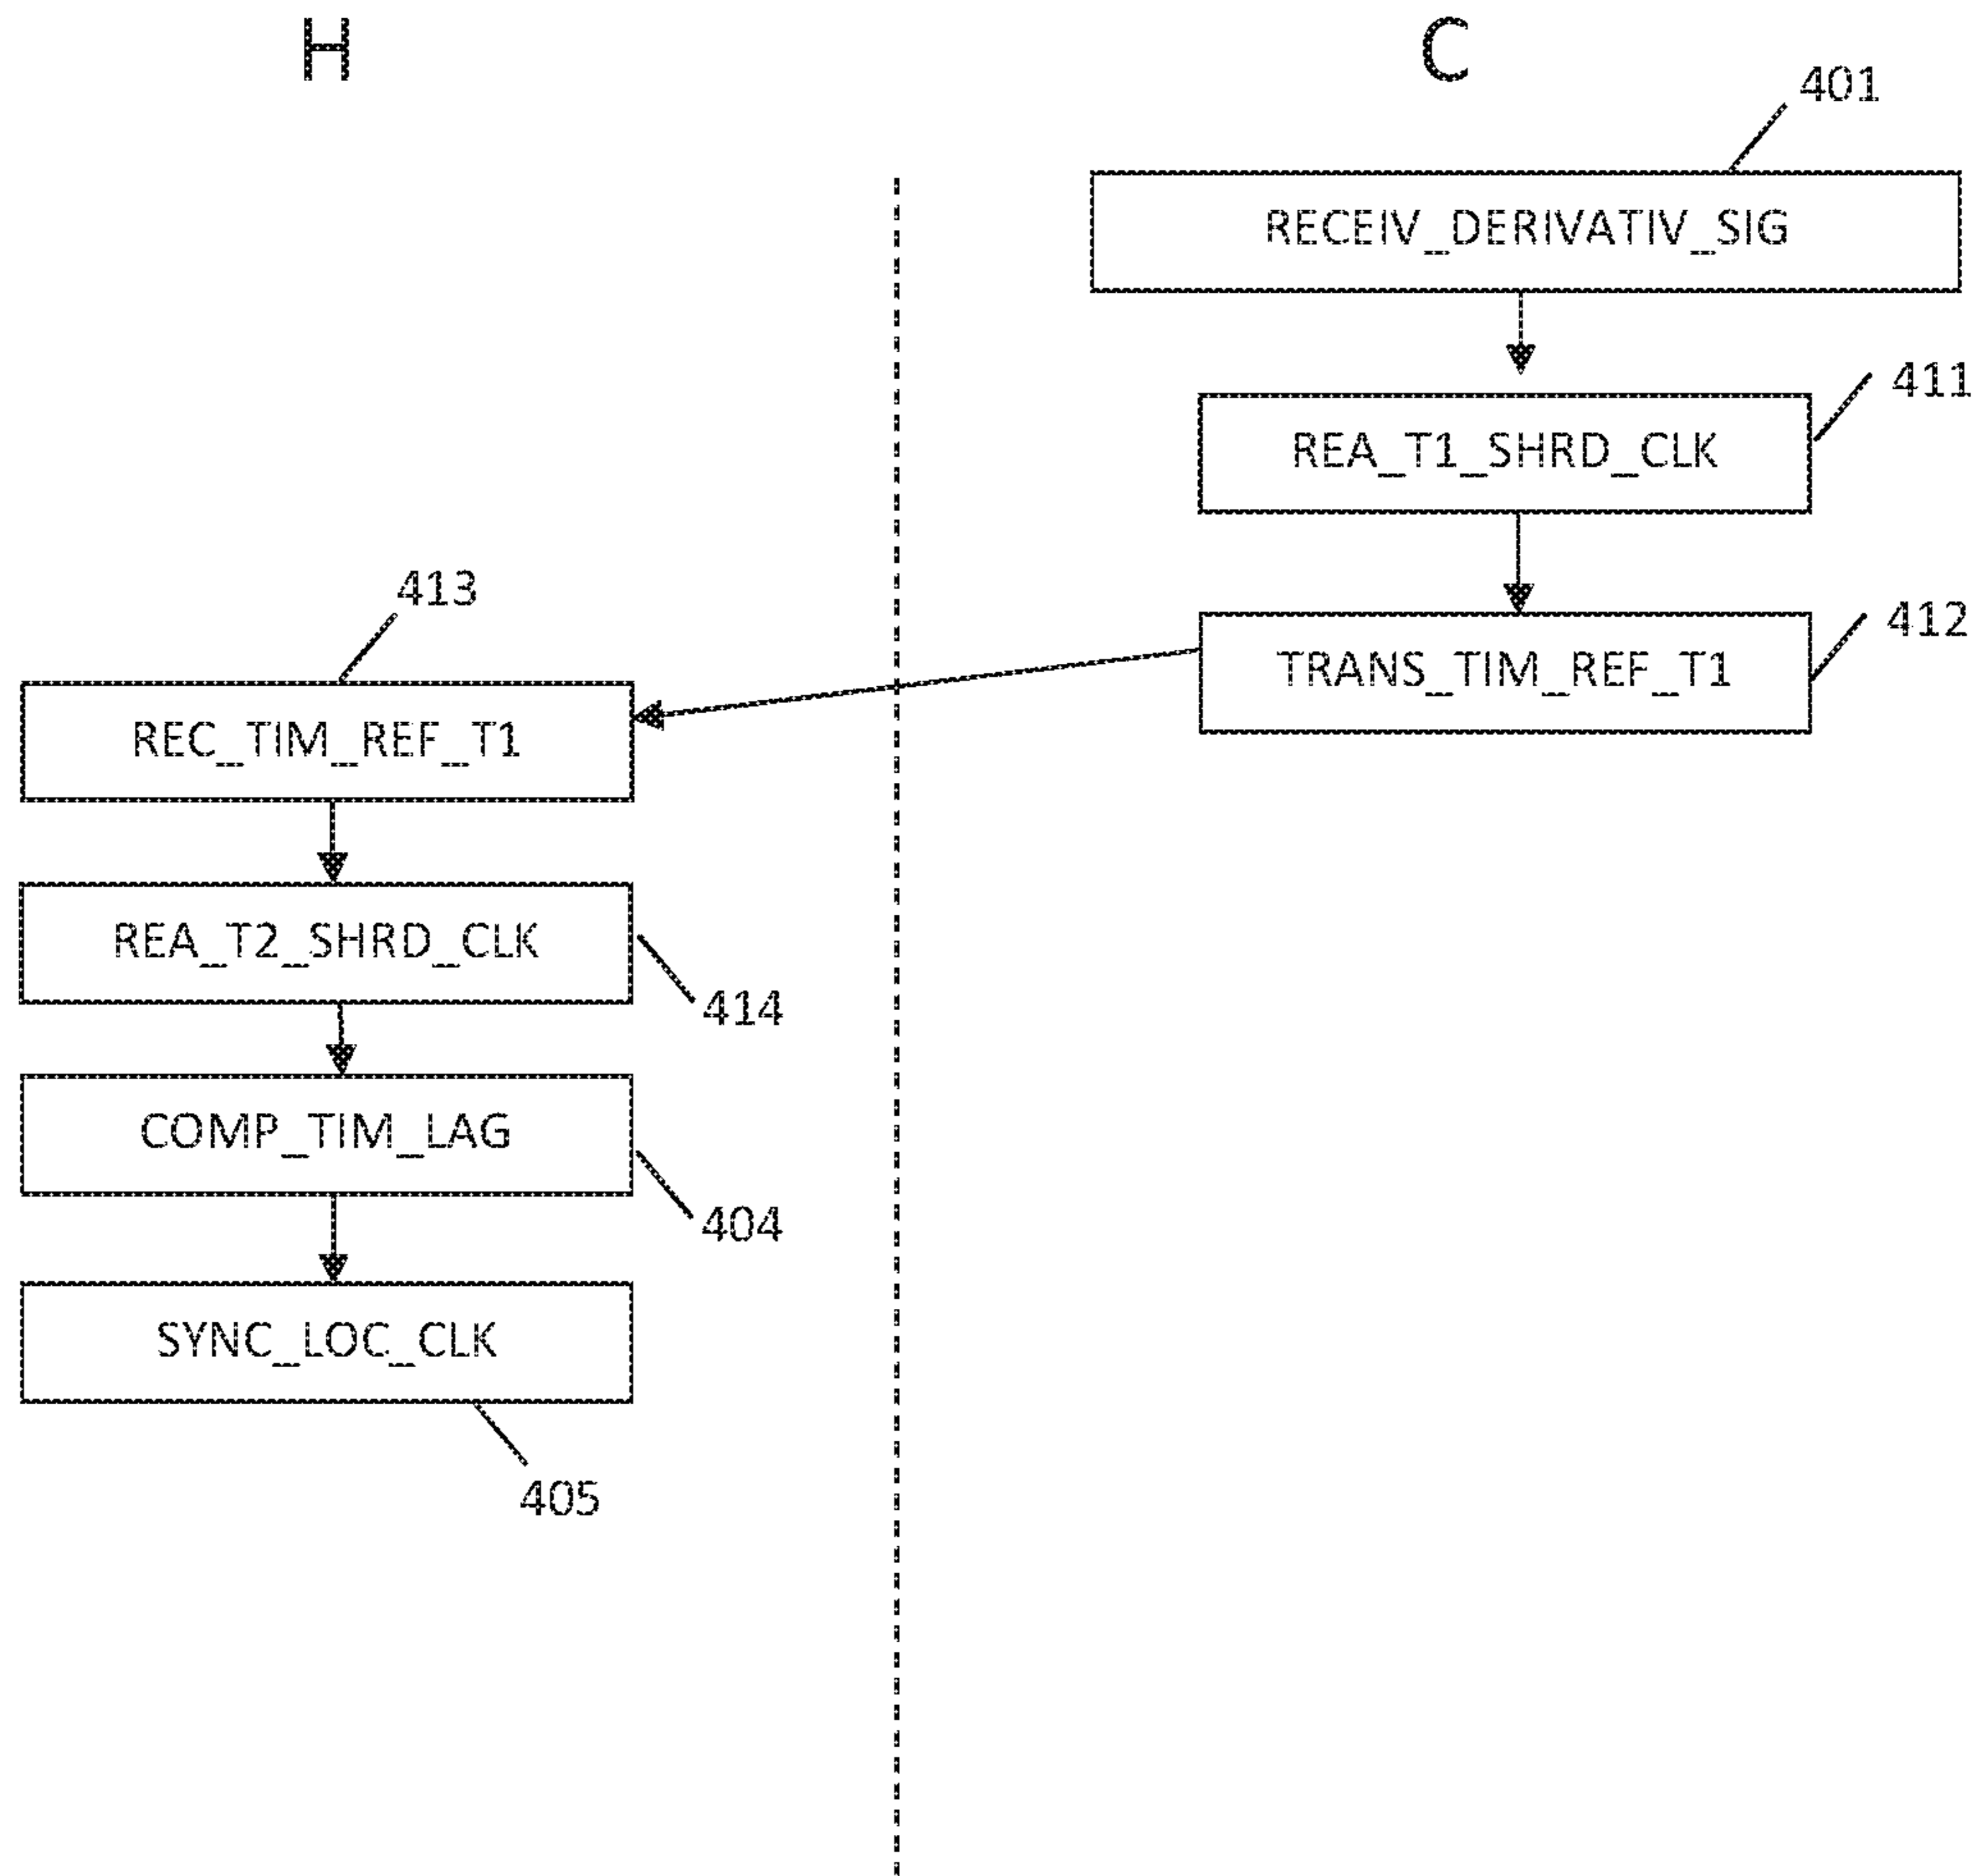 H
C
401
RECEIV_DERIVATIV_SIG
411
REA_T1_SHRD_CLK
412
TRANS_TIM_REF_T1
413
REC_TIM_REF_T1
REA_T2_SHRD_CLK
414
COMP_TIM_LAG
404
SYNC_LOC_CLK
405